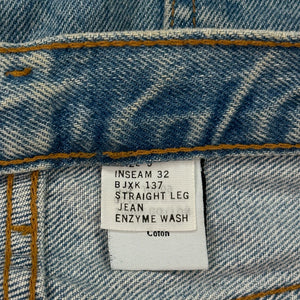 INSEAM 32
BJXK 137
STRAIGHT LEG
JEAN
ENZYME WASH
Coton